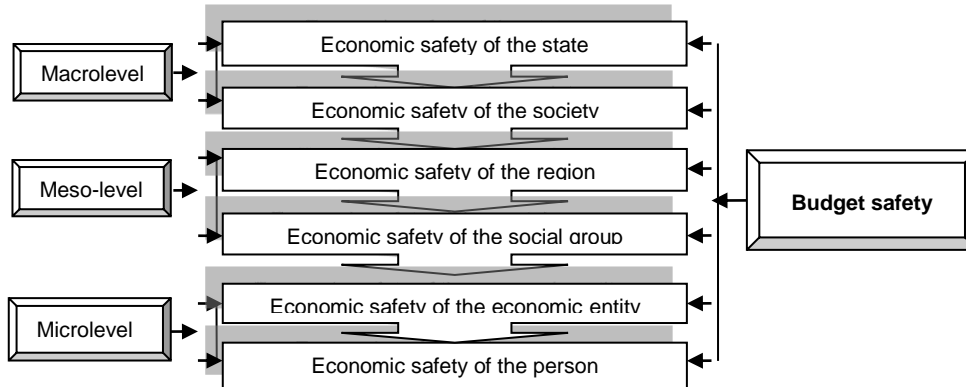 Economic safety of the state
Macrolevel
Economic safety of the society
Economic safety of the region
Meso-level
Budget safety
Economic safety of the social group
Economic safety of the economic entity
Microlevel
Economic safety of the person